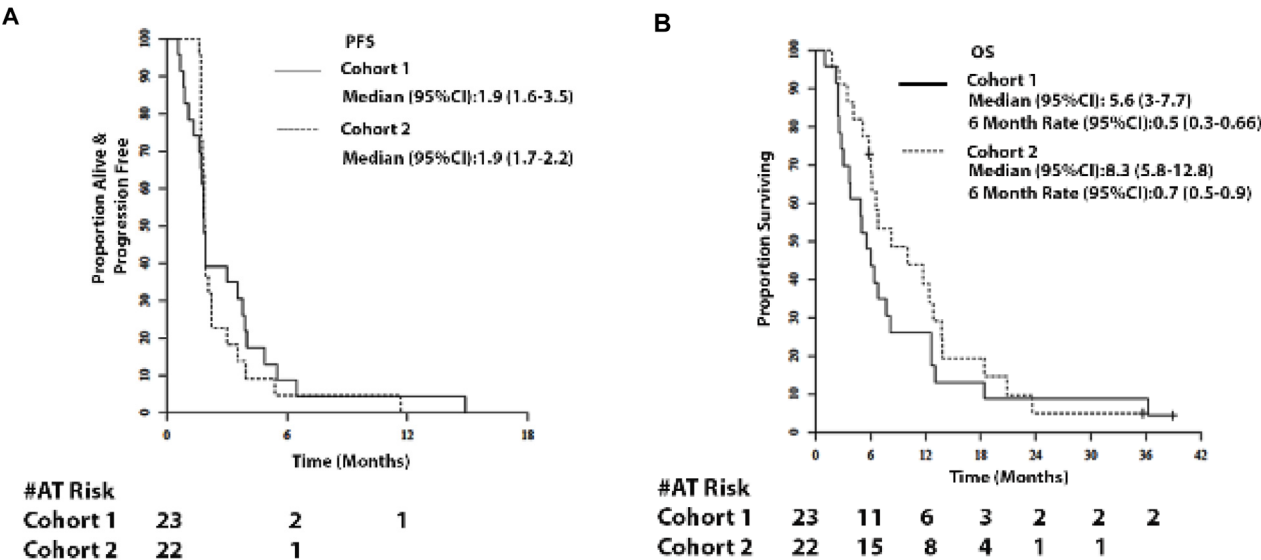 A
PFS
Cohort 1
Median (95%CI):1.9 (1.6-3.5)
Cohort 2
Median (95%CI):1.9 (1.7-2.2)
Proportion Alive &
Progression Free
100
90
80
70
60
50
40
30
20
10
0
0 6 12 18
Time (Months)
#AT Risk
Cohort 1 23 2 1
Cohort 2 22 1
B
OS
Cohort 1
Median (95%CI): 5.6 (3-7.7)
6 Month Rate (95%CI):0.5 (0.3-0.66)
Cohort 2
Median (95%CI):8.3 (5.8-12.8)
6 Month Rate (95%CI):0.7 (0.5-0.9)
Proportion Surviving
100
90
80
70
60
50
40
30
20
10
0
0 6 12 18 24 30 36 42
Time (Months)
#AT Risk
Cohort 1 23 11 6 3 2 2 2
Cohort 2 22 15 8 4 1 1